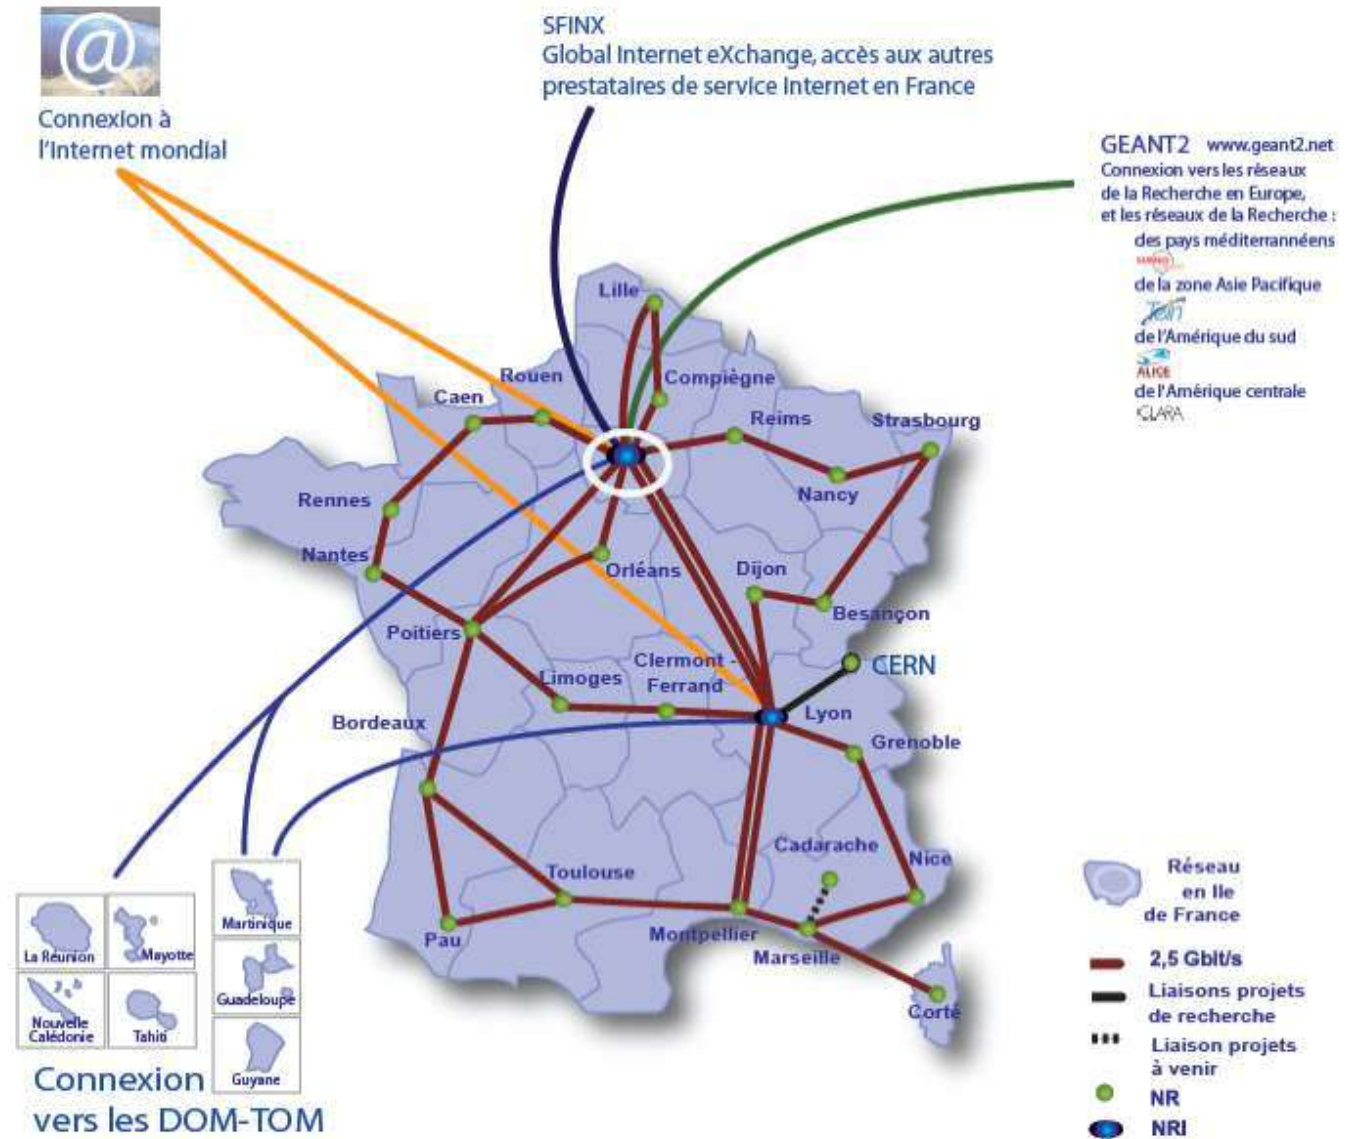 @
Connexion à
l'Internet mondial
SFINX
Global Internet eXchange, accès aux autres
prestataires de service Internet en France
GEANT2 www.geant2.net
Connexion vers les réseaux
de la Recherche en Europe,
et les réseaux de la Recherche :
des pays méditerrannéens
de la zone Asie Pacifique
de l'Amérique du sud
ALICE
de l'Amérique centrale
CLARA
Lille
Rouen
Compiègne
Caen
Reims
Strasbourg
Rennes
Nancy
Nantes
Orléans
Dijon
Besançon
Poitiers
Clermont -
Ferrand
CERN
Limoges
Lyon
Bordeaux
Grenoble
Cadarache
Nice
Toulouse
Pau
Montpellier
Marseille
Corté
La Réunion
Mayotte
Nouvelle
Calédonie
Tahiti
Martinique
Guadeloupe
Guyane
Connexion
vers les DOM-TOM
Réseau
en Ile
de France
2,5 Gbit/s
Liaisons projets
de recherche
Liaison projets
à venir
NR
NRI